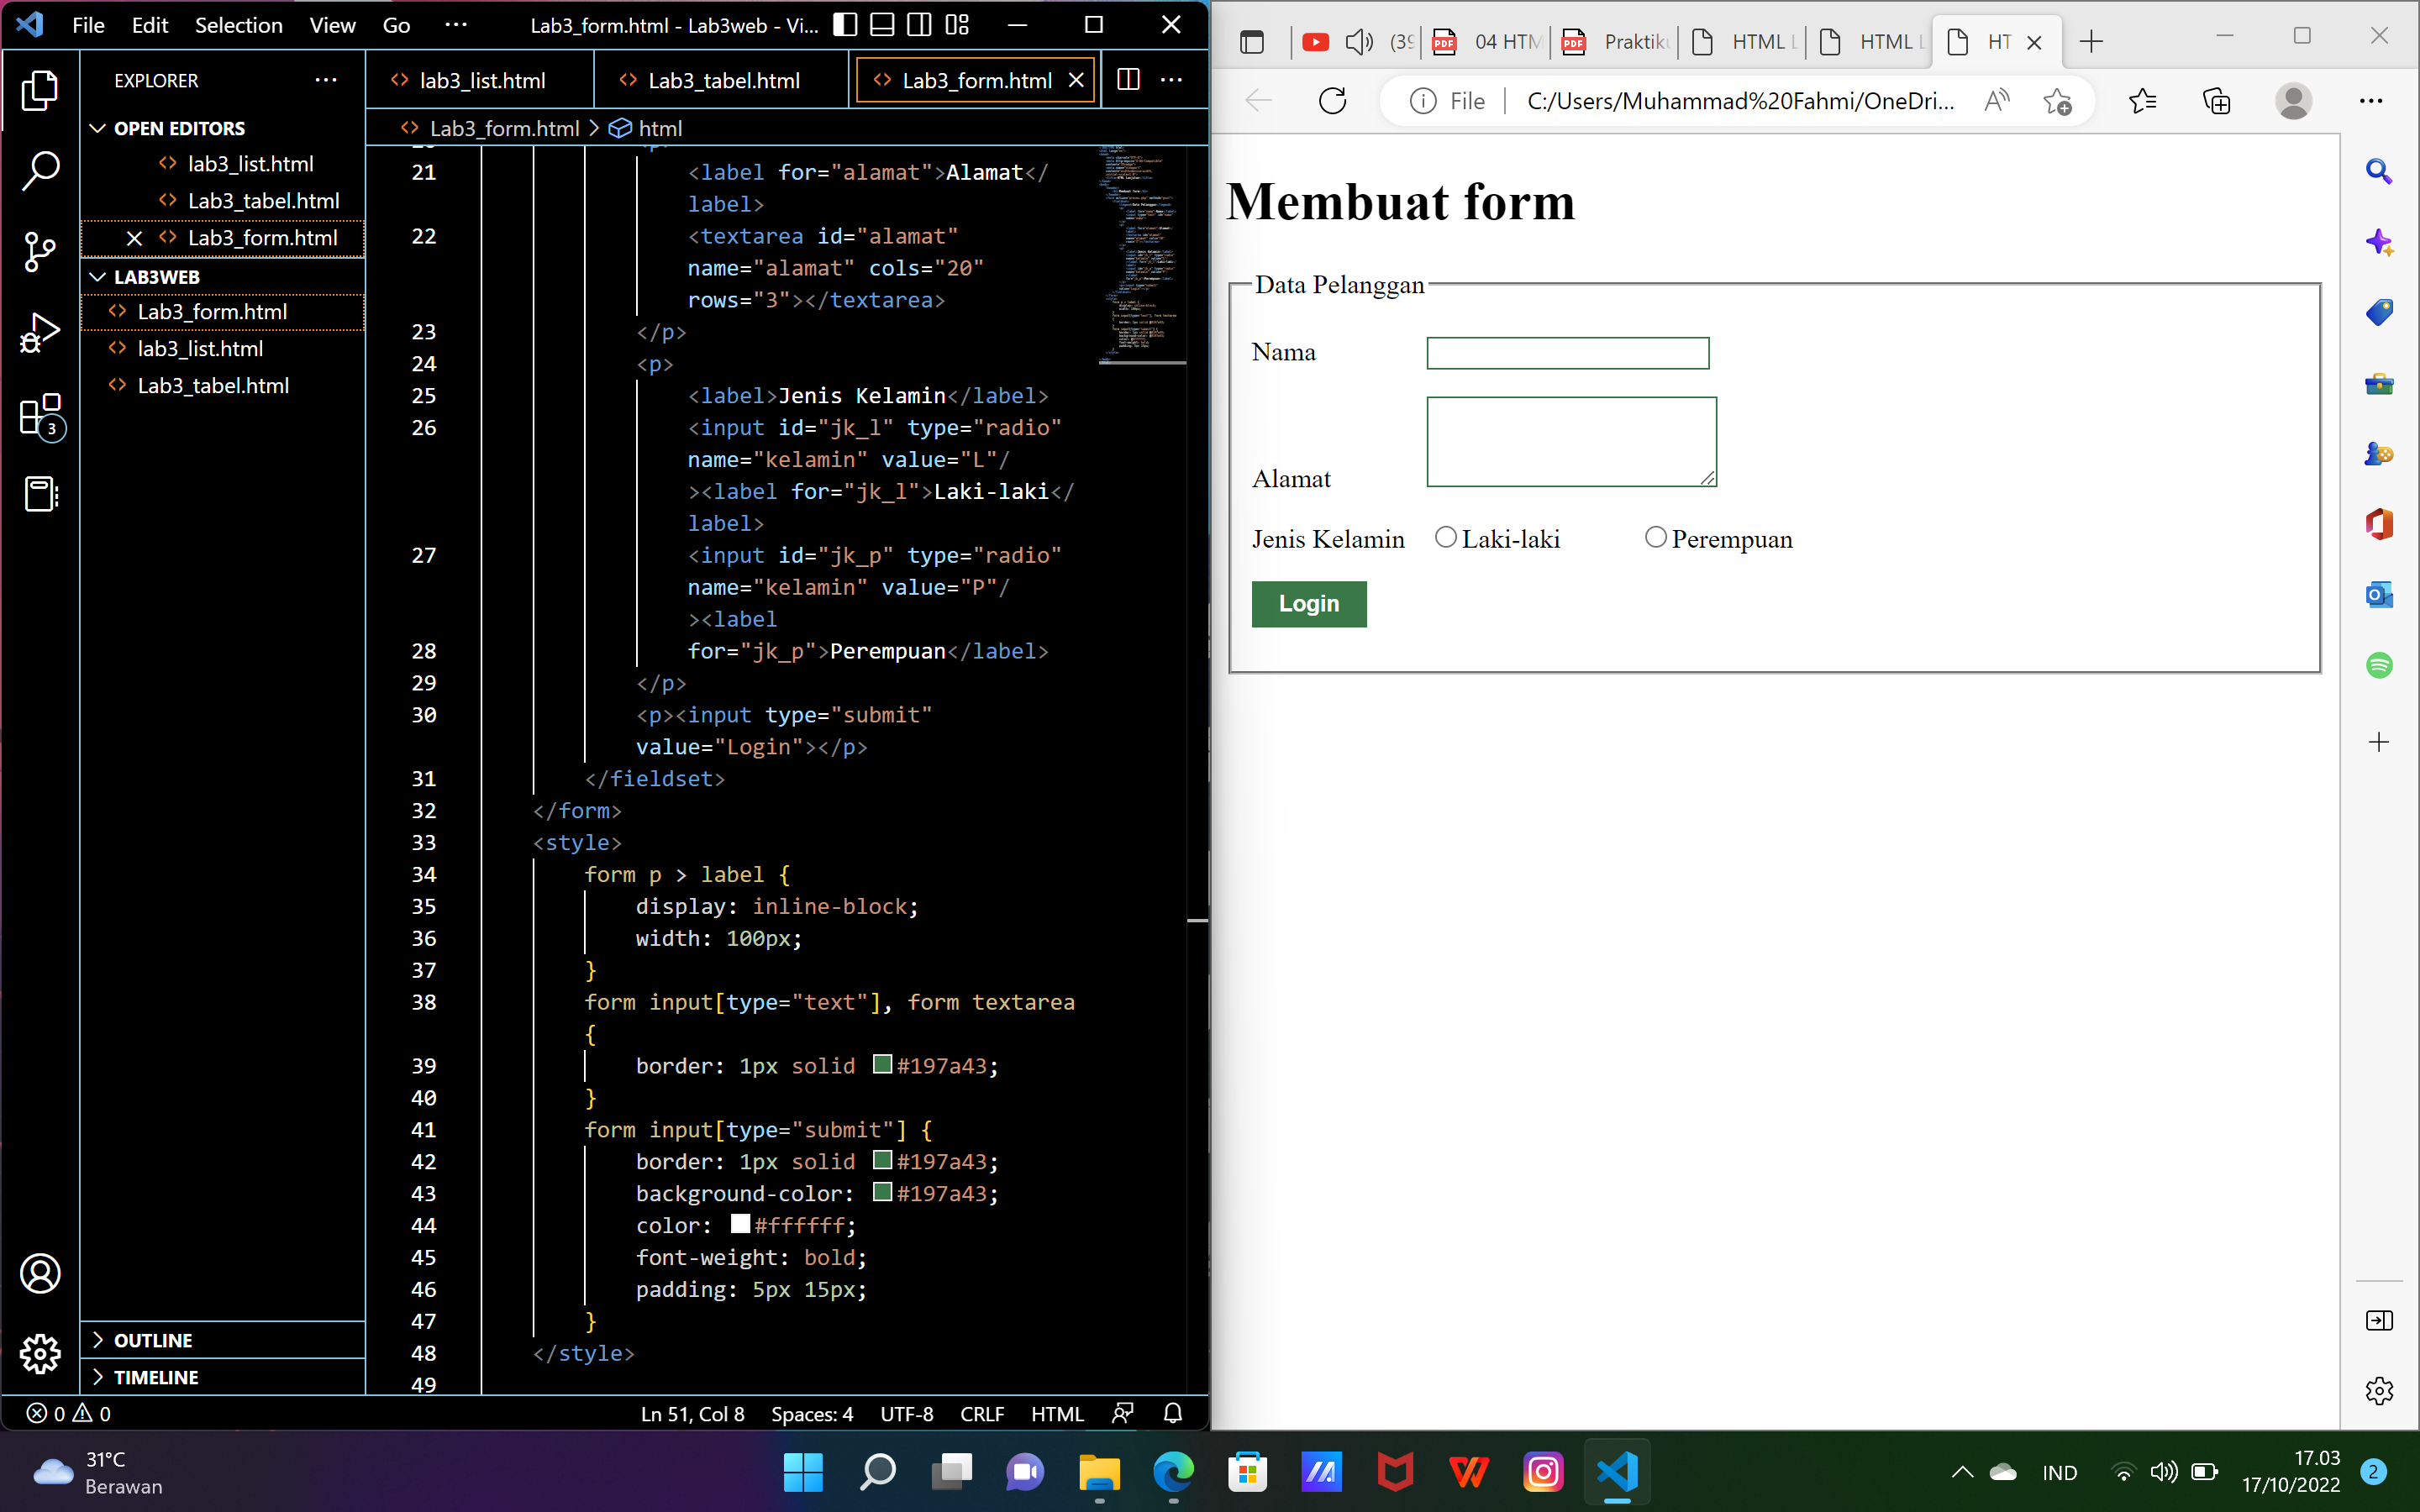 File Edit Selection View Go ... Lab3_form.html - Lab3web - Vi...
EXPLORER
OPEN EDITORS
lab3_list.html
Lab3_tabel.html
Lab3_form.html
LAB3WEB
Lab3_form.html
lab3_list.html
Lab3_tabel.html
3
OUTLINE
TIMELINE
lab3_list.html Lab3_tabel.html Lab3_form.html
Lab3_form.html > html
21 <label for="alamat">Alamat</
label>
22 <textarea id="alamat"
name="alamat" cols="20"
rows="3"></textarea>
23 </p>
24 <p>
25 <label>Jenis Kelamin</label>
26 <input id="jk_l" type="radio"
name="kelamin" value="L"/
><label for="jk_l">Laki-laki</
label>
27 <input id="jk_p" type="radio"
name="kelamin" value="P"/
><label
28 for="jk_p">Perempuan</label>
29 </p>
30 <p><input type="submit"
value="Login"></p>
31 </fieldset>
32 </form>
33 <style>
34 form p > label {
35 display: inline-block;
36 width: 100px;
37 }
38 form input[type="text"], form textarea
{
39 border: 1px solid #197a43;
40 }
41 form input[type="submit"] {
42 border: 1px solid #197a43;
43 background-color: #197a43;
44 color: #ffffff;
45 font-weight: bold;
46 padding: 5px 15px;
47 }
48 </style>
49
0 0 Ln 51, Col 8 Spaces: 4 UTF-8 CRLF HTML
(39 PDF 04 HTM PDF Praktiku HTML L HTML L HT
File C:/Users/Muhammad%20Fahmi/OneDri...
Membuat form
Data Pelanggan
Nama
Alamat
Jenis Kelamin Laki-laki Perempuan
Login
31°C
Berawan
IND
17.03
17/10/2022
2